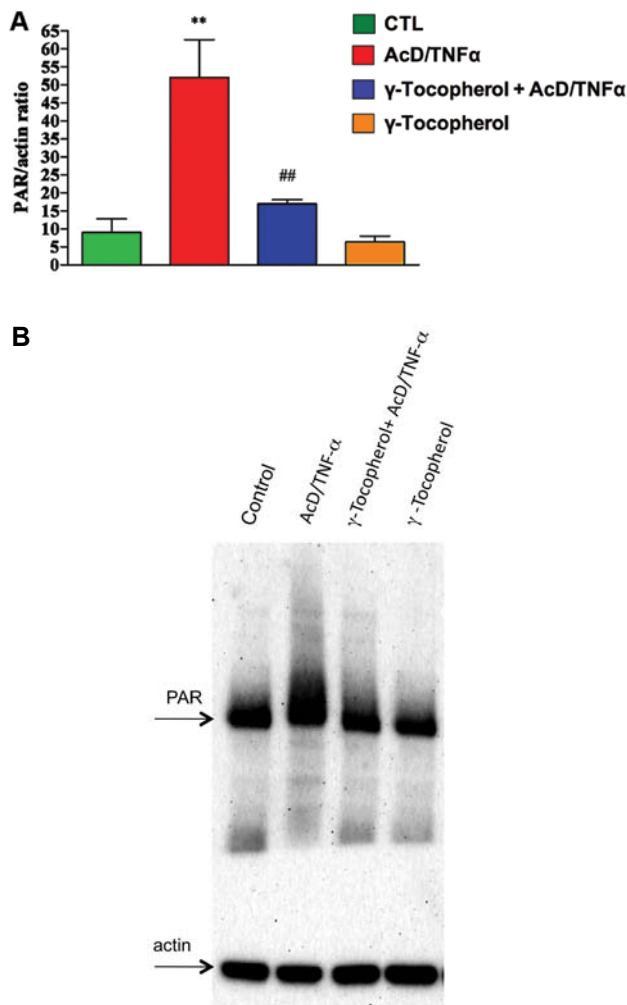 A
PAR/actin ratio
65
60
55
50
45
40
35
30
25
20
15
10
5
0
**
##
CTL
AcD/TNFα
γ-Tocopherol + AcD/TNFα
γ-Tocopherol
B
Control
AcD/TNF-α
γ-Tocopherol+ AcD/TNF-α
γ -Tocopherol
PAR
actin